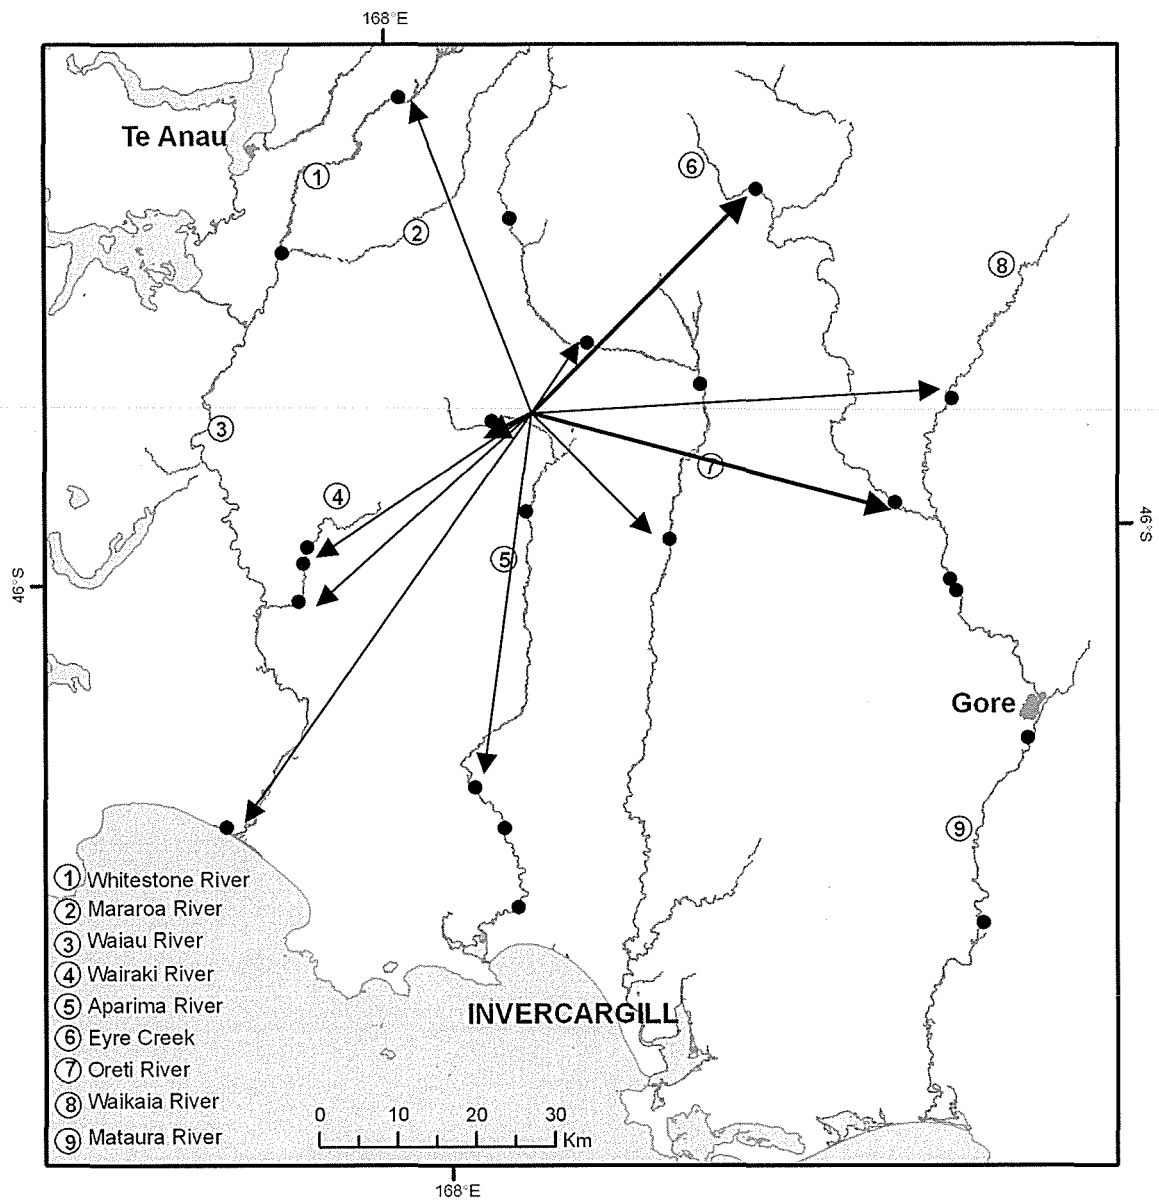 168°E
Te Anau
1
6
2
8
3
7
4
46°S
5
46°S
Gore
9
1 Whitestone River
2 Mararoa River
3 Waiau River
4 Wairaki River
5 Aparima River
INVERCARGILL
6 Eyre Creek
7 Oreti River
8 Waikaia River
9 Mataura River
0 10 20 30
Km
168°E